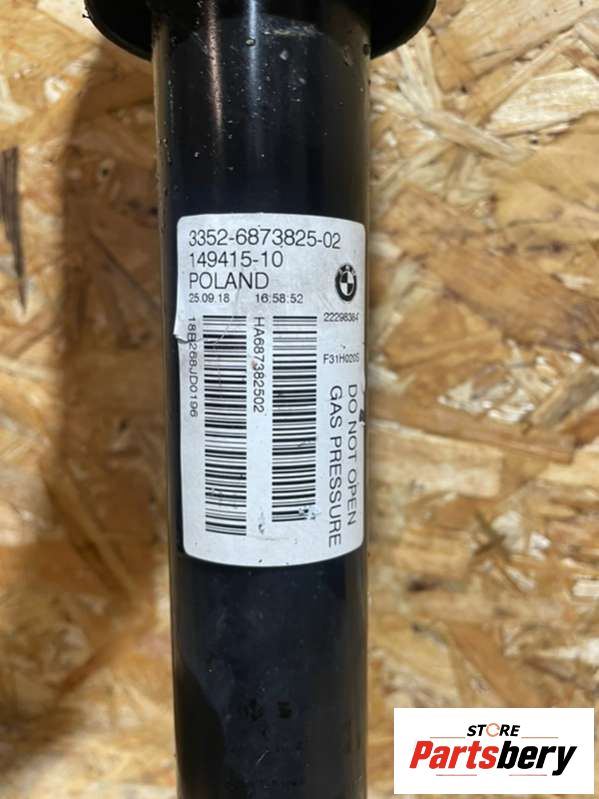 3352-6873825-02
149415-10
POLAND
25.09.18 16:58:52
22298384
F31H020S
18B268JD0196
HA687382502
DO NOT OPEN
GAS PRESSURE
STORE
Partsbery